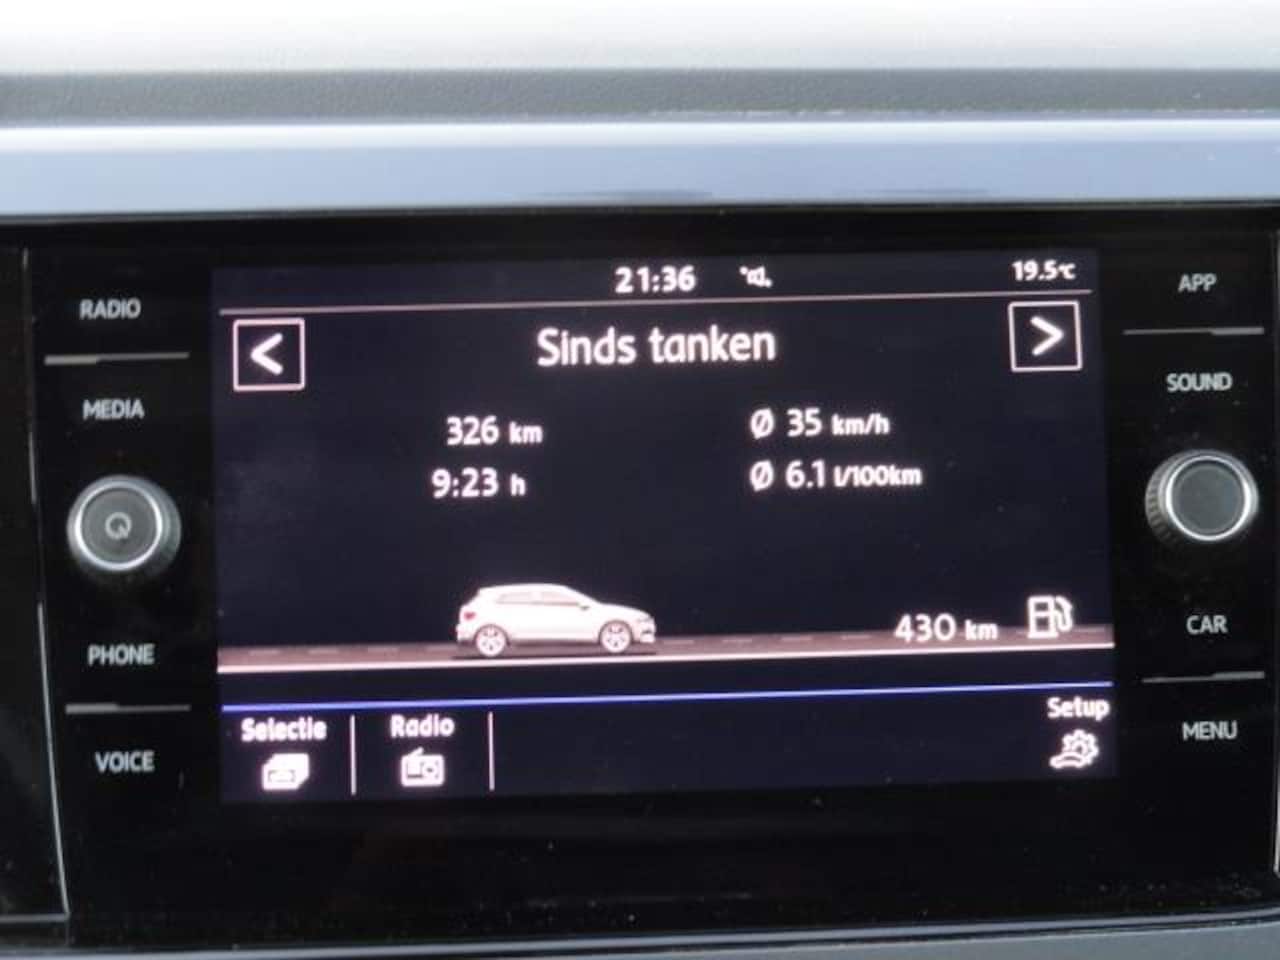 21:36
19.5°C
RADIO
MEDIA
PHONE
VOICE
<
Sinds tanken
>
326 km
Ø 35 km/h
9:23 h
Ø 6.1 l/100km
430 km
Selectie
Radio
Setup
APP
SOUND
CAR
MENU